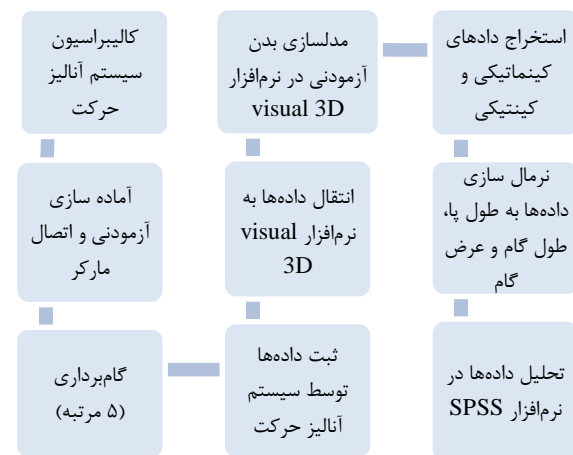 کالیبراسیون
سیستم آنالیز
حرکت
آماده سازی
آزمودنی و اتصال
مارکر
گام‌برداری
(۵ مرتبه)
ثبت داده‌ها
توسط سیستم
آنالیز حرکت
انتقال داده‌ها به
نرم‌افزار visual
3D
مدلسازی بدن
آزمودنی در نرم‌افزار
visual 3D
استخراج دادهای
کینماتیکی و
کینتیکی
نرمال سازی
داده‌ها به طول پا،
طول گام و عرض
گام
تحلیل داده‌ها در
نرم‌افزار SPSS